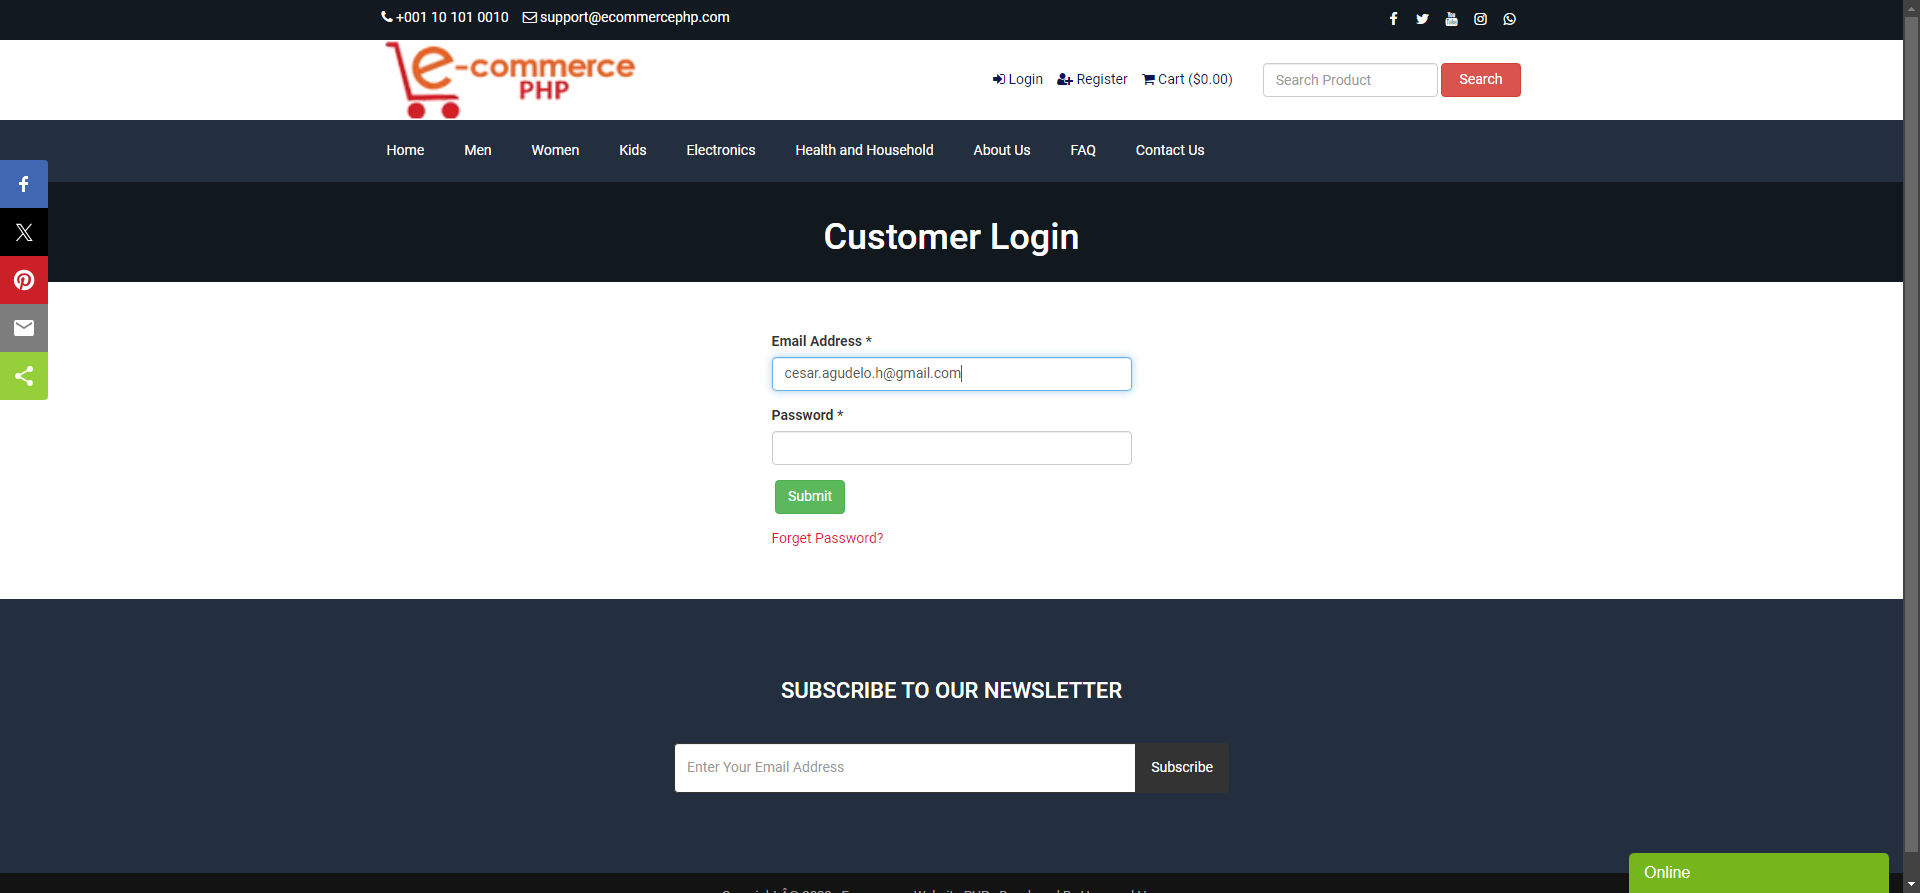 +001 10 101 0010 support@ecommercephp.com
e-commerce
PHP
Login Register Cart ($0.00) Search Product Search
Home Men Women Kids Electronics Health and Household About Us FAQ Contact Us
Customer Login
Email Address *
cesar.agudelo.h@gmail.com
Password *
Submit
Forget Password?
SUBSCRIBE TO OUR NEWSLETTER
Enter Your Email Address Subscribe
Online